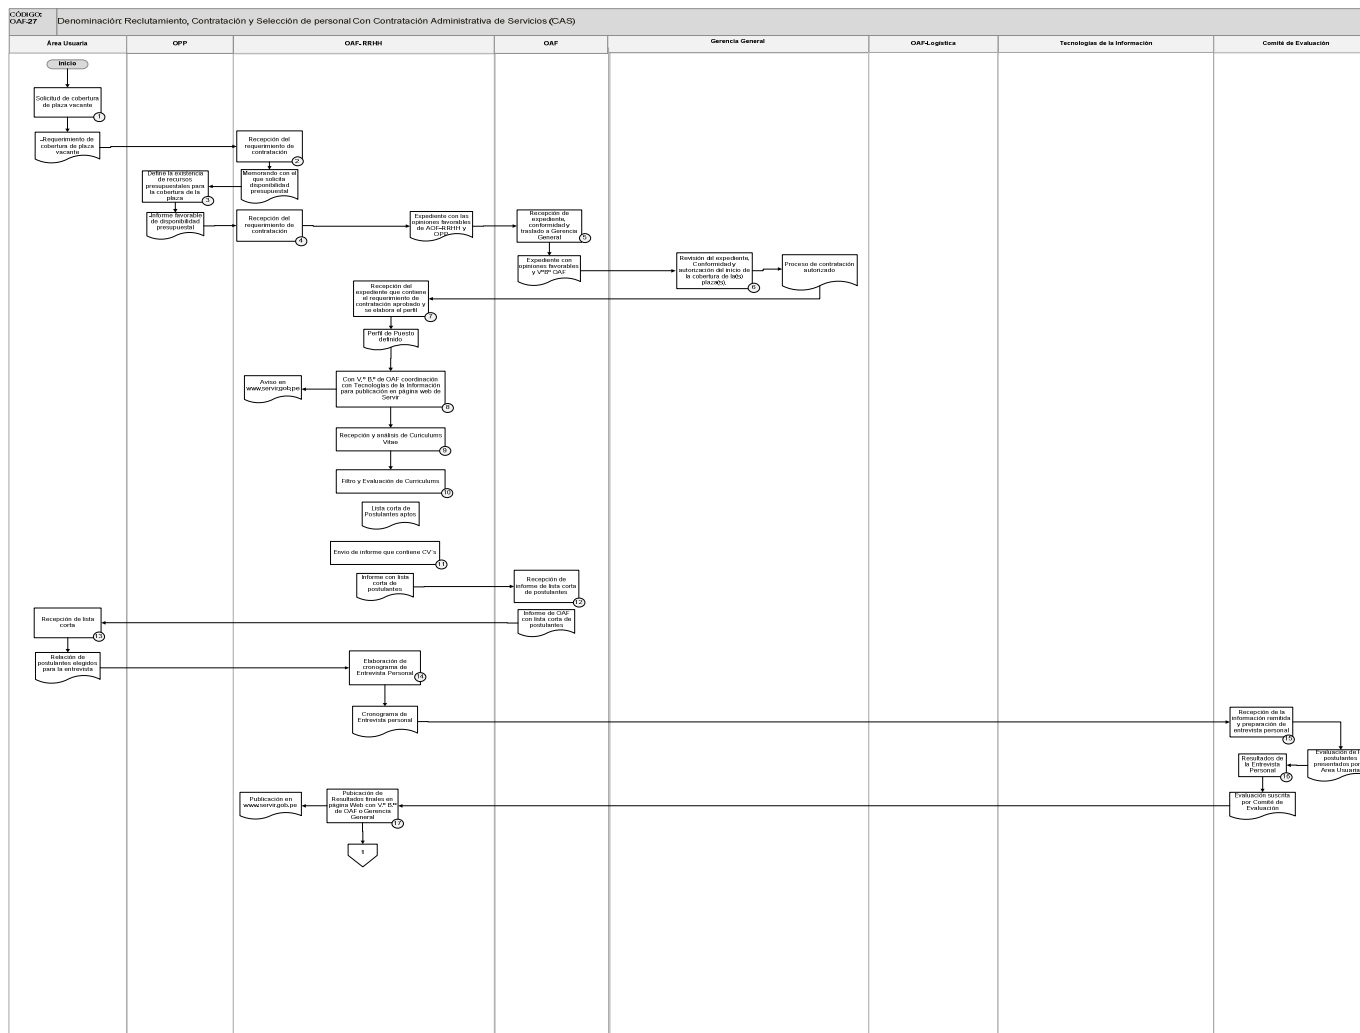 CÓDIGO:
OAF-27
Denominación: Reclutamiento, Contratación y Selección de personal Con Contratación Administrativa de Servicios (CAS)
Área Usuaria
OPP
OAF- RRHH
OAF
Gerencia General
OAF-Logística
Tecnologías de la Información
Comité de Evaluación
inicio
Solicitud de cobertura
de plaza vacante
1
-Requerimiento de
cobertura de plaza
vacante
Recepción del
requerimiento de
contratación
2
Memorando con el
que solicita
disponibilidad
presupuestal
Define la existencia
de recursos
presupuestales para
la cobertura de la
plaza
3
-Informe favorable
de disponibilidad
presupuestal
Recepción del
requerimiento de
contratación
4
Expediente con las
opiniones favorables
de AOF-RRHH y
OPP
Recepción de
expediente,
conformidad y
traslado a Gerencia
General
5
Expediente con
opiniones favorables
y V°B° OAF
Revisión del expediente,
Conformidad y
autorización del inicio de
la cobertura de la(s)
plaza(s),
6
Proceso de contratación
autorizado
Recepción del
expediente que contiene
el requerimiento de
contratación aprobado y
se elabora el perfil
7
Perfil de Puesto
definido
Con V.° B.° de OAF coordinación
con Tecnologías de la Información
para publicación en página web de
Servir
8
Aviso en
www.servir.gob.pe
Recepción y análisis de Curiculums
Vitae
9
Filtro y Evaluación de Curriculums
10
Lista corta de
Postulantes aptos
Envio de informe que contiene CV´s
11
Informe con lista
corta de
postulantes
Recepción de
informe de lista corta
de postulantes
12
Informe de OAF
con lista corta de
postulantes
Recepción de lista
corta
13
Relación de
postulantes elegidos
para la entrevista
Elaboración de
cronograma de
Entrevista Personal
14
Cronograma de
Entrevista personal
Recepción de la
información remitida
y preparación de
entrevista personal
15
Evaluación de l
postulantes
presentados por
Área Usuaria
Resultados de
la Entrevista
Personal
16
Evaluación suscrita
por Comité de
Evaluación
Pubicación de
Resultados finales en
página Web con V.° B.°
de OAF o Gerencia
General
17
Publicación en
www.servir.gob.pe
1